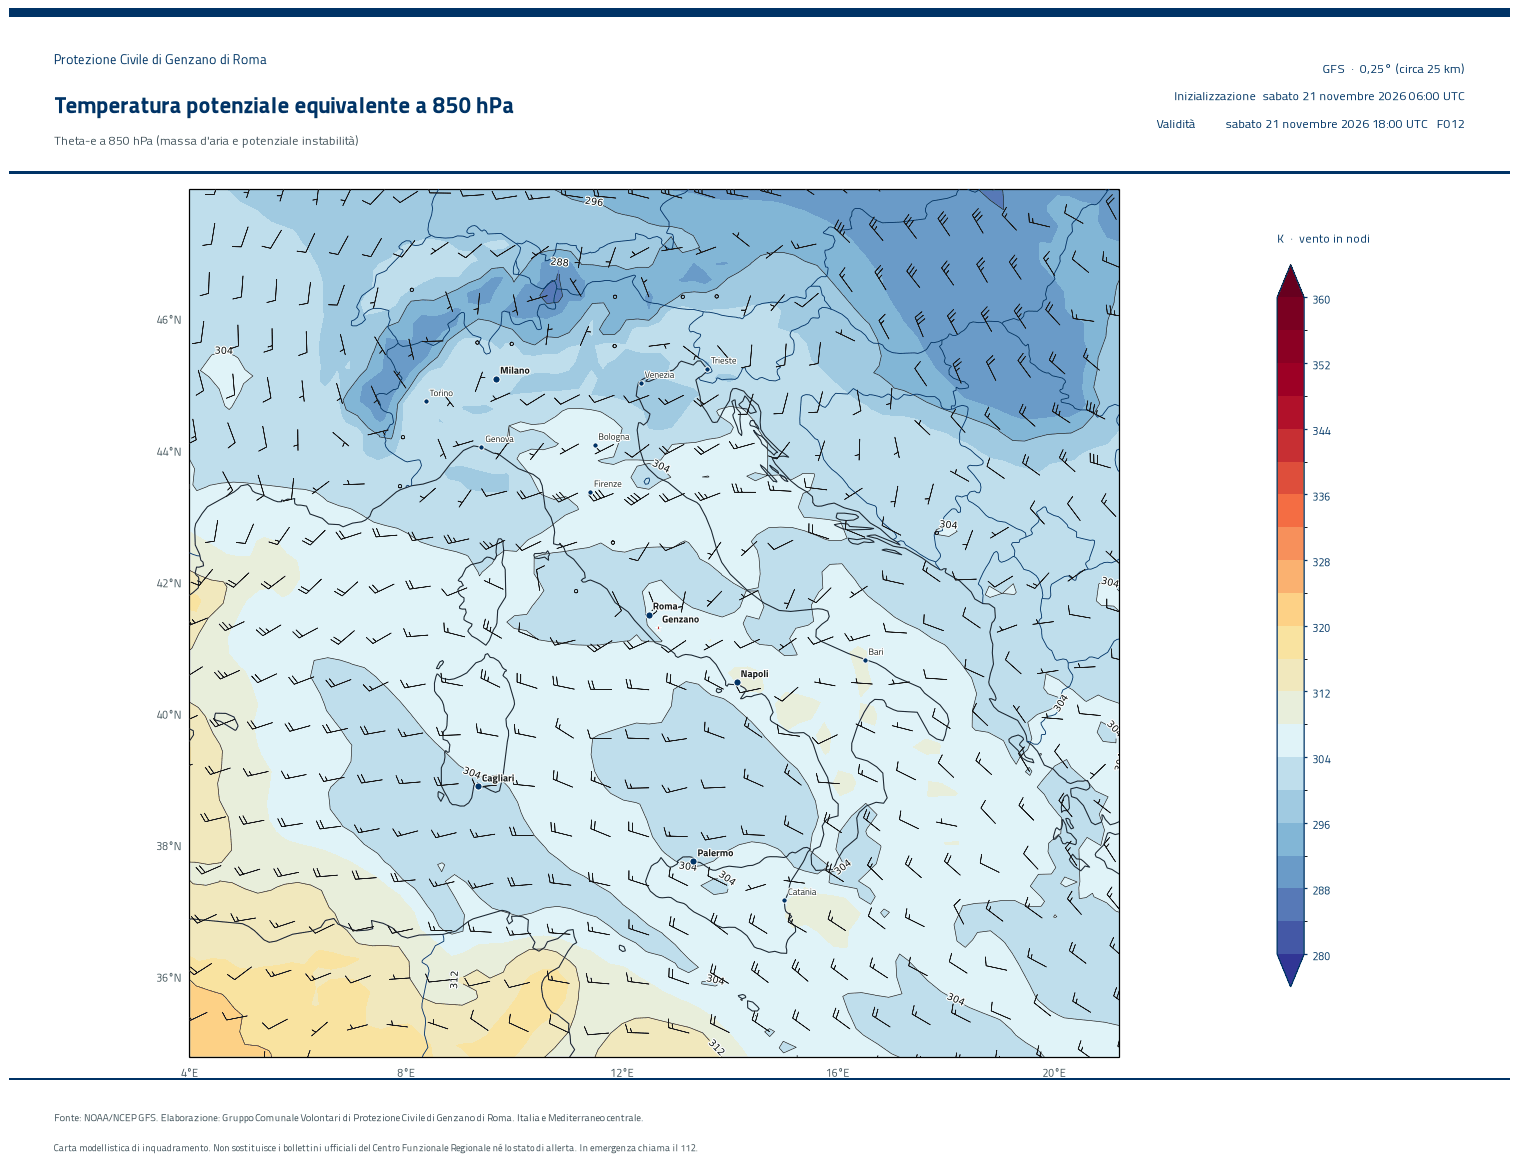 Protezione Civile di Genzano di Roma
Temperatura potenziale equivalente a 850 hPa
Theta-e a 850 hPa (massa d'aria e potenziale instabilità)
GFS · 0,25° (circa 25 km)
Inizializzazione sabato 21 novembre 2026 06:00 UTC
Validità sabato 21 novembre 2026 18:00 UTC F012
K · vento in nodi
360
352
344
336
328
320
312
304
296
288
280
46°N
44°N
42°N
40°N
38°N
36°N
4°E
8°E
12°E
16°E
20°E
296
288
304
Trieste
Milano
Venezia
Torino
Genova
Bologna
304
Firenze
304
304
Roma
Genzano
Bari
Napoli
304
304
304
Cagliari
Palermo
304
304
304
Catania
312
304
304
312
Fonte: NOAA/NCEP GFS. Elaborazione: Gruppo Comunale Volontari di Protezione Civile di Genzano di Roma. Italia e Mediterraneo centrale.
Carta modellistica di inquadramento. Non sostituisce i bollettini ufficiali del Centro Funzionale Regionale né lo stato di allerta. In emergenza chiama il 112.